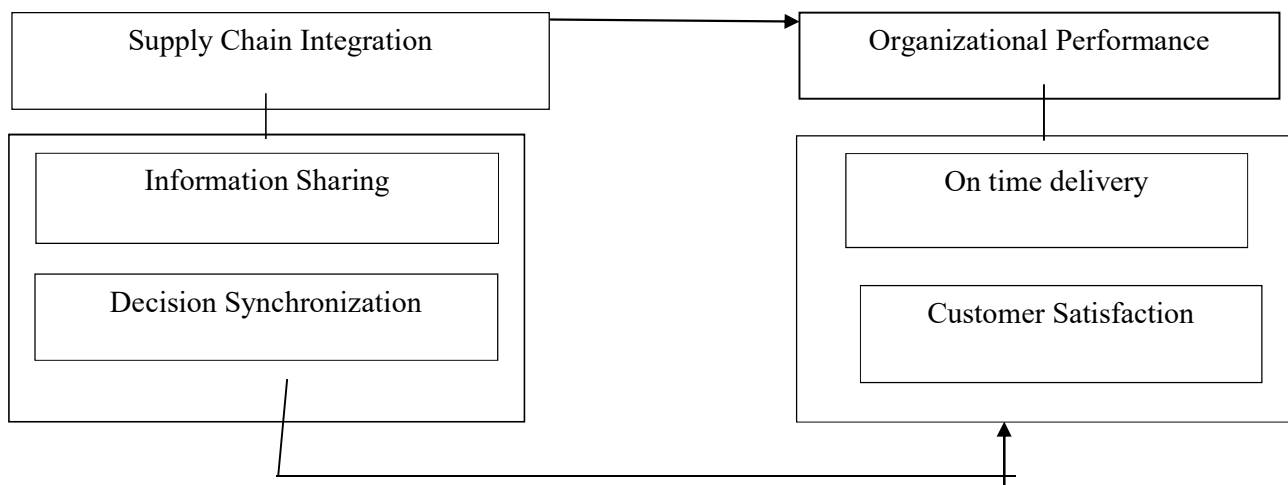 Supply Chain Integration
Organizational Performance
Information Sharing
On time delivery
Decision Synchronization
Customer Satisfaction